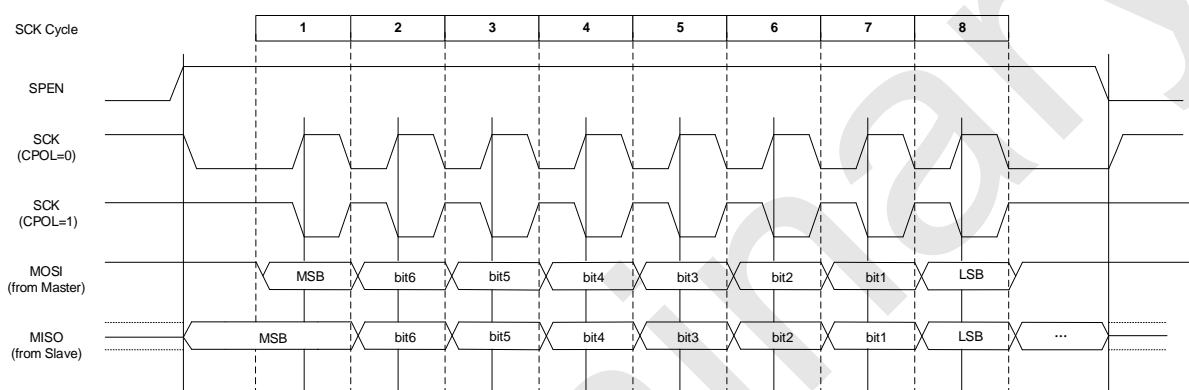 SCK Cycle 1 2 3 4 5 6 7 8
SPEN
SCK
(CPOL=0)
SCK
(CPOL=1)
MOSI
(from Master)
MSB bit6 bit5 bit4 bit3 bit2 bit1 LSB
MISO
(from Slave)
MSB bit6 bit5 bit4 bit3 bit2 bit1 LSB ...
inary